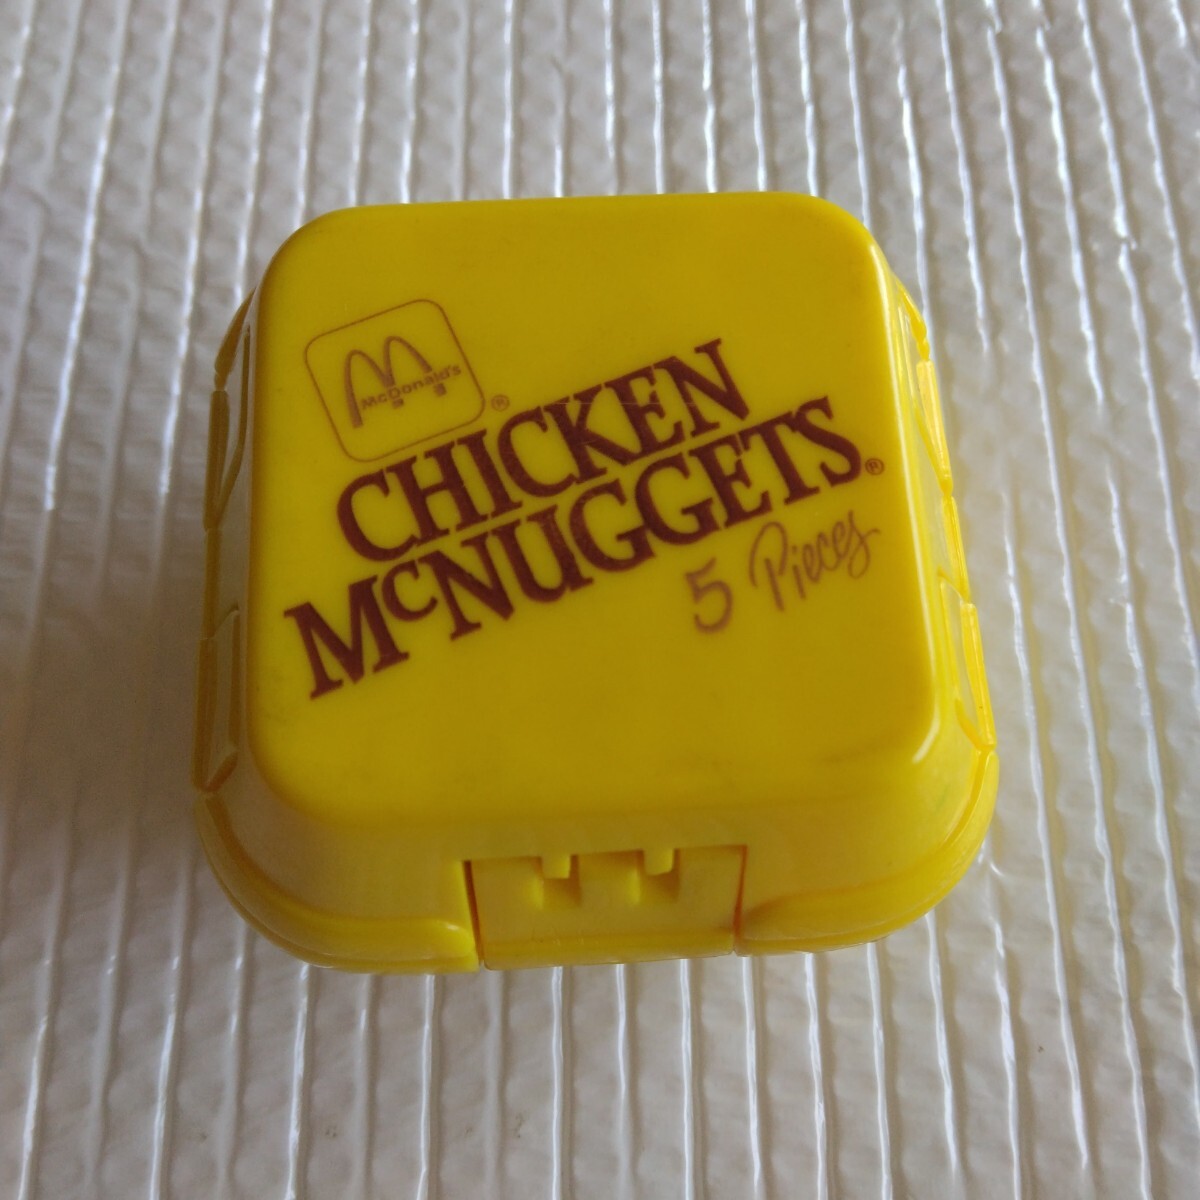 McDonald's
®
CHICKEN
McNUGGETS®
5 Pieces